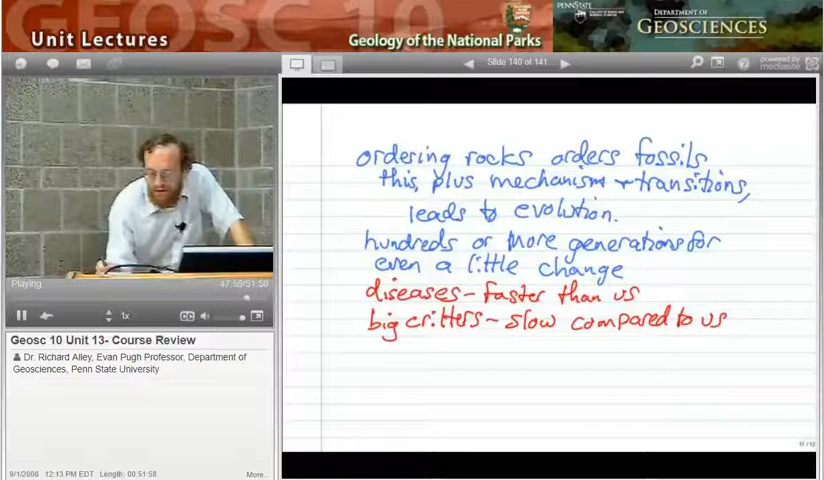 GEOSC 10
Unit Lectures
Geology of the National Parks
PENNSTATE
DEPARTMENT OF
GEOSCIENCES
Slide 140 of 141
powered by
mediasite
ordering rocks orders fossils
this, plus mechanism + transitions,
leads to evolution.
hundreds or more generations for
even a little change
diseases - faster than us
big critters - slow compared to us
Playing
47:59/51:58
1x
CC
Geosc 10 Unit 13- Course Review
Dr. Richard Alley, Evan Pugh Professor, Department of
Geosciences, Penn State University
9/1/2008 12:13 PM EDT Length: 00:51:58
More...